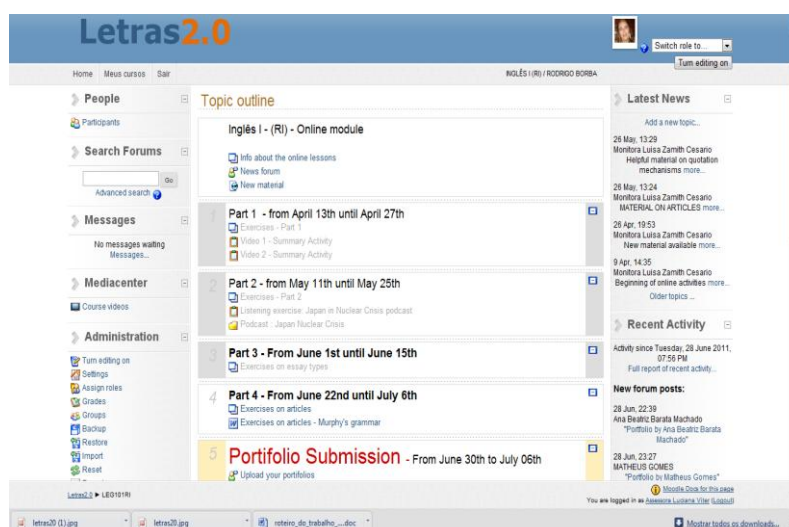 Letras2.0
Switch role to...
Turn editing on
Home Meus cursos Sair
INGLÊS I (RI) / RODRIGO BORBA
People
Participants
Search Forums
Go
Advanced search
Messages
No messages waiting
Messages...
Mediacenter
Course videos
Administration
Turn editing on
Settings
Assign roles
Grades
Groups
Backup
Restore
Import
Reset
Topic outline
Inglês I - (RI) - Online module
Info about the online lessons
News forum
New material
1
Part 1 - from April 13th until April 27th
Exercises - Part 1
Video 1 - Summary Activity
Video 2 - Summary Activity
2
Part 2 - from May 11th until May 25th
Exercises - Part 2
Listening exercise: Japan in Nuclear Crisis podcast
Podcast : Japan Nuclear Crisis
3
Part 3 - From June 1st until June 15th
Exercises on essay types
4
Part 4 - From June 22nd until July 6th
Exercises on articles
Exercises on articles - Murphy's grammar
5
Portifolio Submission - From June 30th to July 06th
Upload your portifolios
Latest News
Add a new topic...
26 May, 13:29
Monitora Luisa Zamith Cesario
Helpful material on quotation
mechanisms more...
26 May, 13:24
Monitora Luisa Zamith Cesario
MATERIAL ON ARTICLES more...
26 Apr, 19:53
Monitora Luisa Zamith Cesario
New material available more...
9 Apr, 14:35
Monitora Luisa Zamith Cesario
Beginning of online activities more...
Older topics ...
Recent Activity
Activity since Tuesday, 28 June 2011,
07:56 PM
Full report of recent activity...
New forum posts:
28 Jun, 22:39
Ana Beatriz Barata Machado
"Portfolio by Ana Beatriz Barata
Machado"
28 Jun, 23:27
MATHEUS GOMES
"Portifolio by Matheus Gomes"
Moodle Docs for this page
Letras2.0 ► LEG101RI
You are logged in as Assessora Luciana Vilar (Logout)
letras20 (1).jpg
letras20.jpg
roteiro_do_trabalho_...doc
Mostrar todos os downloads...